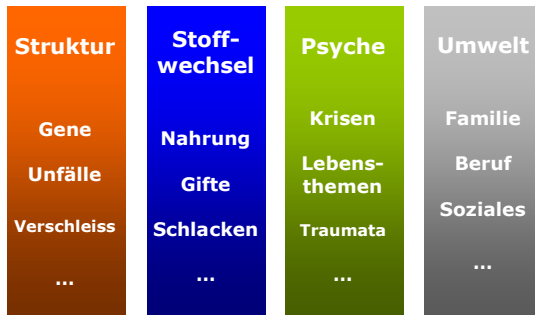 Struktur
Gene
Unfälle
Verschleiss
...
Stoff-
wechsel
Nahrung
Gifte
Schlacken
...
Psyche
Krisen
Lebens-
themen
Traumata
...
Umwelt
Familie
Beruf
Soziales
...